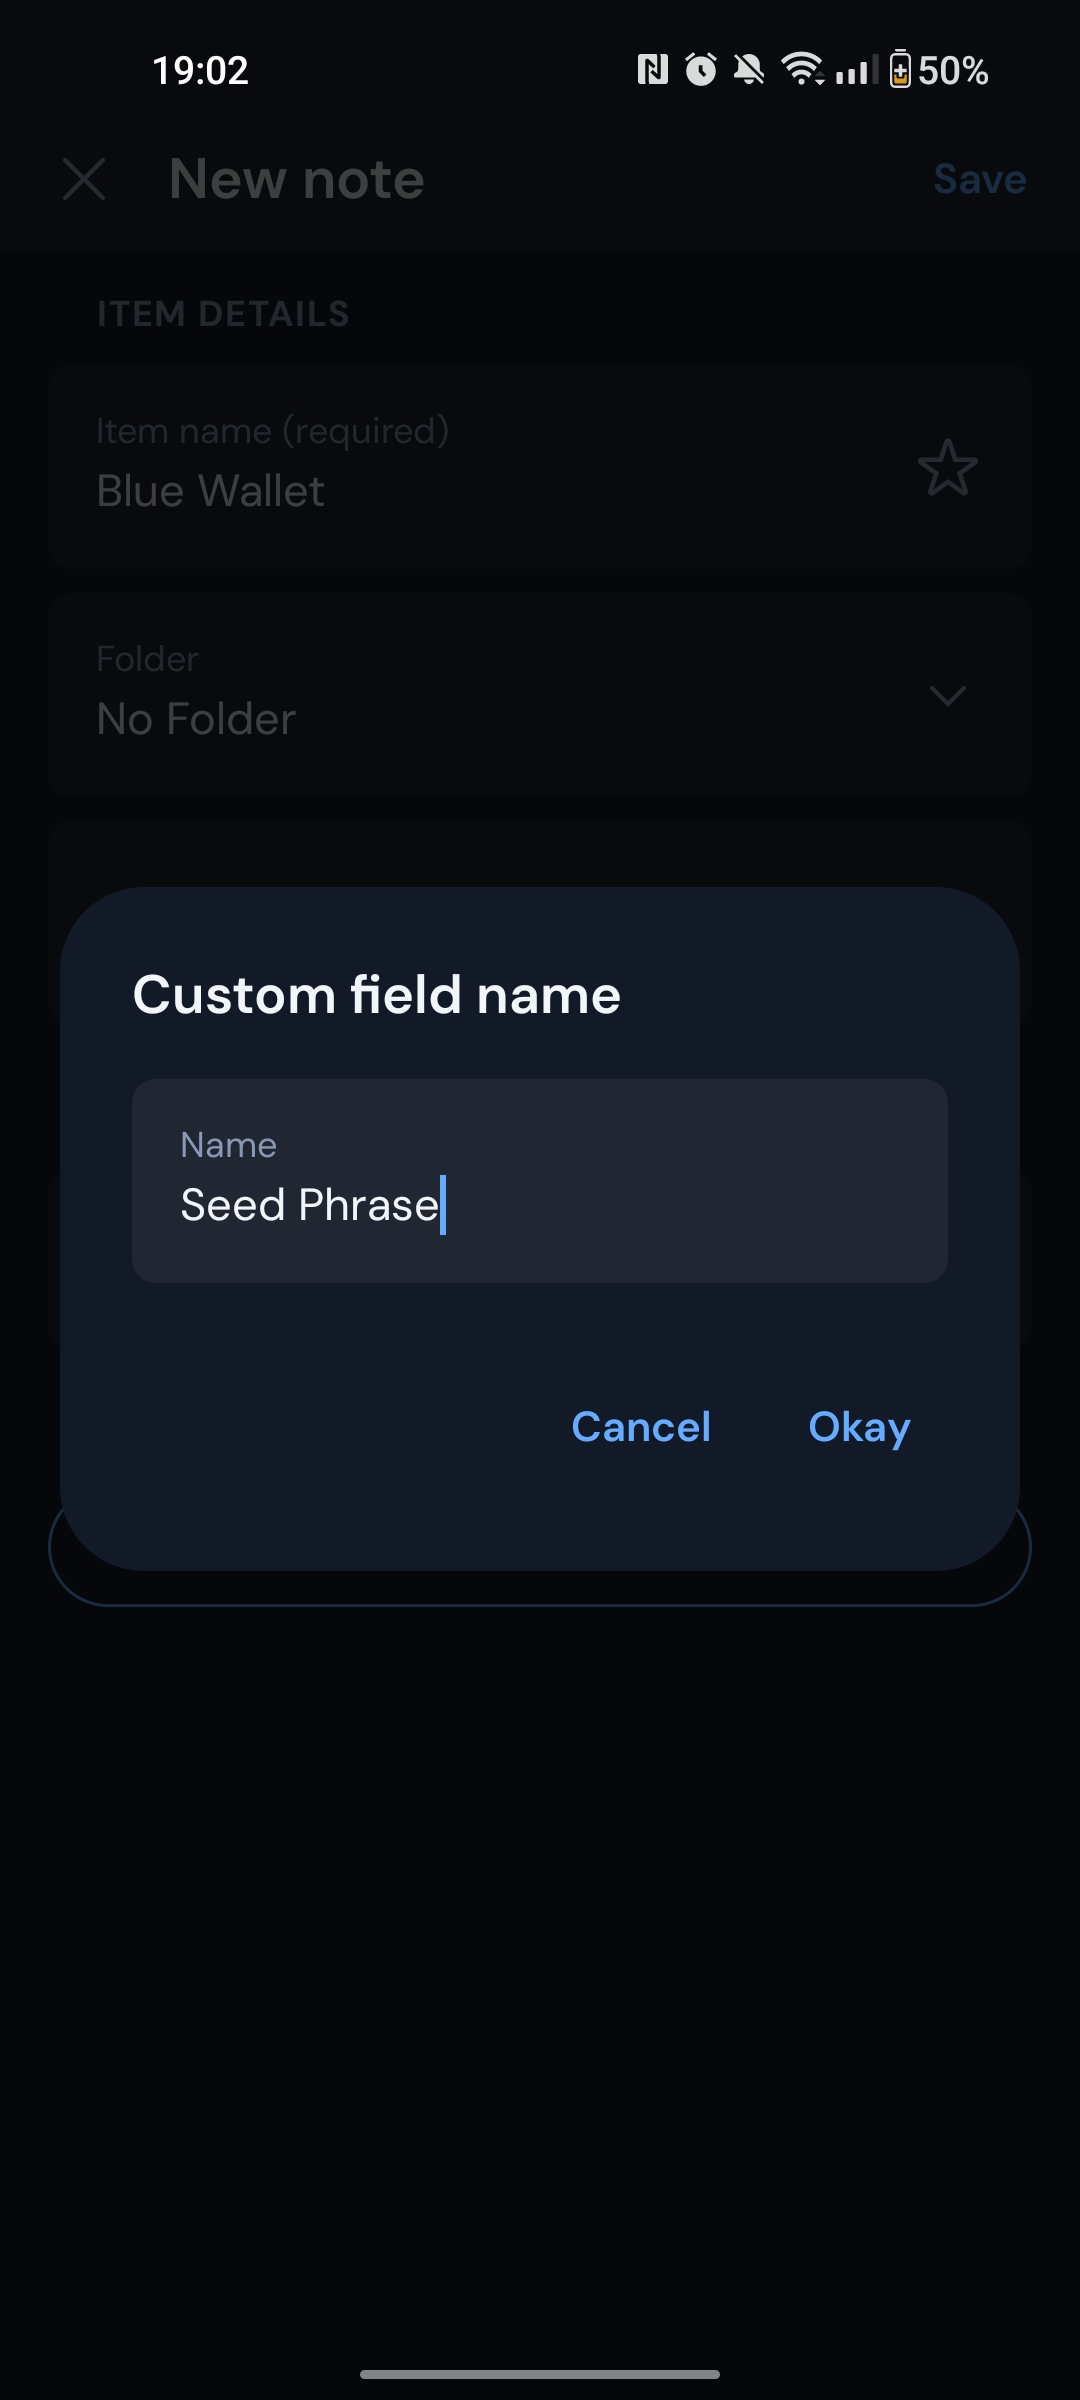 19:02
50%
New note
Save
ITEM DETAILS
Item name (required)
Blue Wallet
Folder
No Folder
Custom field name
Name
Seed Phrase
Cancel
Okay